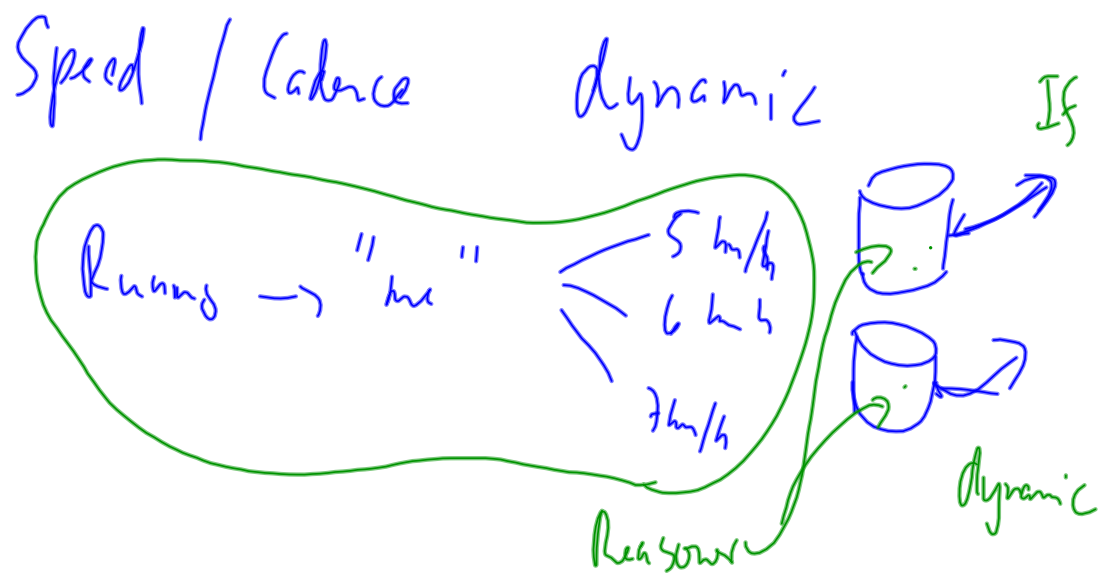 Speed / Cadence dynamic
If
Running → "me"
5 km/h
6 km h
7 km/h
dynamic
Reasoner